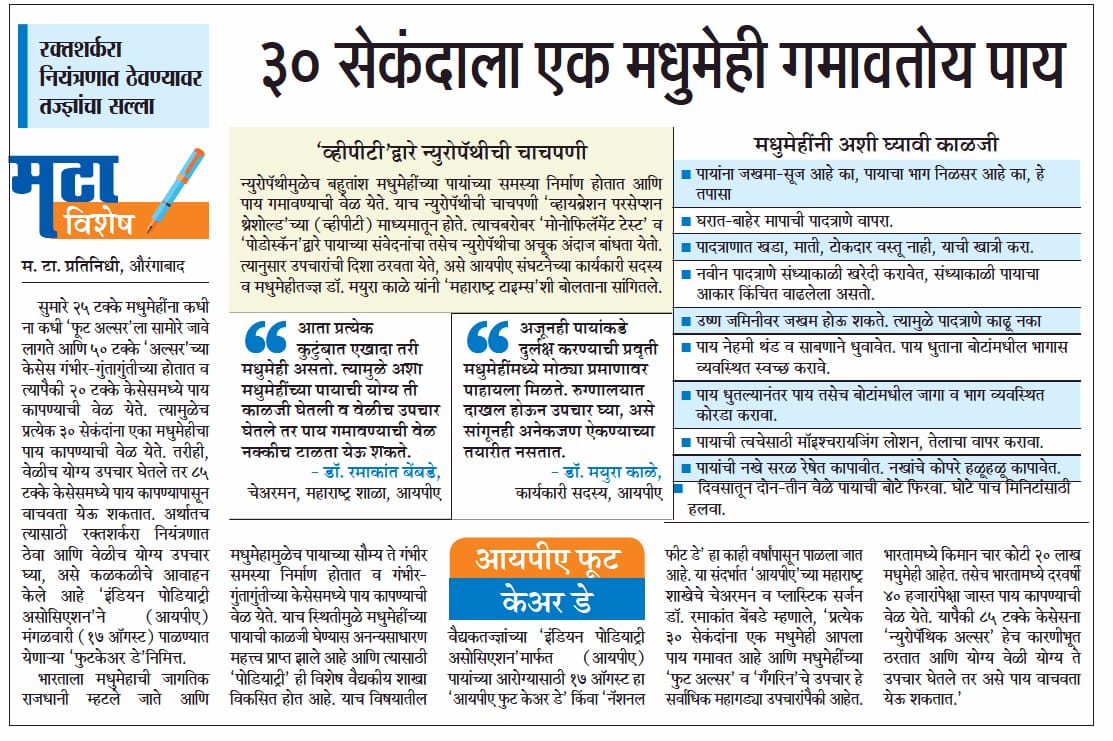 रक्तशर्करा
नियंत्रणात ठेवण्यावर
तज्ज्ञांचा सल्ला
३० सेकंदाला एक मधुमेही गमावतोय पाय
मटा
विशेष
म. टा. प्रतिनिधी, औरंगाबाद
सुमारे २५ टक्के मधुमेहींना कधी
ना कधी ‘फूट अल्सर’ला सामोरे जावे
लागते आणि ५० टक्के ‘अल्सर’च्या
केसेस गंभीर-गुंतागुंतीच्या होतात व
त्यापैकी २० टक्के केसेसमध्ये पाय
कापण्याची वेळ येते. त्यामुळेच
प्रत्येक ३० सेकंदांना एका मधुमेहीचा
पाय कापण्याची वेळ येते. तरीही,
वेळीच योग्य उपचार घेतले तर ८५
टक्के केसेसमध्ये पाय कापण्यापासून
वाचवता येऊ शकतात. अर्थातच
त्यासाठी रक्तशर्करा नियंत्रणात
ठेवा आणि वेळीच योग्य उपचार
घ्या, असे कळकळीचे आवाहन
केले आहे ‘इंडियन पोडियाट्री
असोसिएशन’ने (आयपीए)
मंगळवारी (१७ ऑगस्ट) पाळण्यात
येणाऱ्या ‘फुटकेअर डे’निमित्त.
भारताला मधुमेहाची जागतिक
राजधानी म्हटले जाते आणि
‘व्हीपीटी’द्वारे न्युरोपॅथीची चाचपणी
न्युरोपॅथीमुळेच बहुतांश मधुमेहींच्या पायांच्या समस्या निर्माण होतात आणि
पाय गमावण्याची वेळ येते. याच न्युरोपॅथीची चाचपणी ‘व्हायब्रेशन परसेप्शन
थ्रेशोल्ड’च्या (व्हीपीटी) माध्यमातून होते. त्याचबरोबर ‘मोनोफिलॅमेंट टेस्ट’ व
‘पोडोस्कॅन’द्वारे पायाच्या संवेदनांचा तसेच न्युरोपॅथीचा अचूक अंदाज बांधता येतो.
त्यानुसार उपचारांची दिशा ठरवता येते, असे आयपीए संघटनेच्या कार्यकारी सदस्य
व मधुमेहीतज्ज्ञ डॉ. मयुरा काळे यांनी ‘महाराष्ट्र टाइम्स’शी बोलताना सांगितले.
“ आता प्रत्येक
कुटुंबात एखादा तरी
मधुमेही असतो. त्यामुळे अशा
मधुमेहींच्या पायाची योग्य ती
काळजी घेतली व वेळीच उपचार
घेतले तर पाय गमावण्याची वेळ
नक्कीच टाळता येऊ शकते.
- डॉ. रमाकांत बेंबडे,
चेअरमन, महाराष्ट्र शाळा, आयपीए
“ अजूनही पायांकडे
दुर्लक्ष करण्याची प्रवृती
मधुमेहींमध्ये मोठ्या प्रमाणावर
पाहायला मिळते. रुग्णालयात
दाखल होऊन उपचार घ्या, असे
सांगूनही अनेकजण ऐकण्याच्या
तयारीत नसतात.
- डॉ. मयुरा काळे,
कार्यकारी सदस्य, आयपीए
मधुमेहींनी अशी घ्यावी काळजी
■ पायांना जखमा-सूज आहे का, पायाचा भाग निळसर आहे का, हे
तपासा
■ घरात-बाहेर मापाची पादत्राणे वापरा.
■ पादत्राणात खडा, माती, टोकदार वस्तू नाही, याची खात्री करा.
■ नवीन पादत्राणे संध्याकाळी खरेदी करावेत, संध्याकाळी पायाचा
आकार किंचित वाढलेला असतो.
■ उष्ण जमिनीवर जखम होऊ शकते. त्यामुळे पादत्राणे काढू नका
■ पाय नेहमी थंड व साबणाने धुवावेत. पाय धुताना बोटांमधील भागास
व्यवस्थित स्वच्छ करावे.
■ पाय धुतल्यानंतर पाय तसेच बोटांमधील जागा व भाग व्यवस्थित
कोरडा करावा.
■ पायाची त्वचेसाठी मॉइश्चरायजिंग लोशन, तेलाचा वापर करावा.
■ पायांची नखे सरळ रेषेत कापावीत. नखांचे कोपरे हळूहळू कापावेत.
■ दिवसातून दोन-तीन वेळे पायाची बोटे फिरवा. घोटे पाच मिनिटांसाठी
हलवा.
मधुमेहामुळेच पायाच्या सौम्य ते गंभीर
समस्या निर्माण होतात व गंभीर-
गुंतागुंतीच्या केसेसमध्ये पाय कापण्याची
वेळ येते. याच स्थितीमुळे मधुमेहींच्या
पायाची काळजी घेण्यास अनन्यसाधारण
महत्त्व प्राप्त झाले आहे आणि त्यासाठी
‘पोडियाट्री’ ही विशेष वैद्यकीय शाखा
विकसित होत आहे. याच विषयातील
आयपीए फूट
केअर डे
वैद्यकतज्ज्ञांच्या ‘इंडियन पोडियाट्री
असोसिएशन’मार्फत (आयपीए)
पायांच्या आरोग्यासाठी १७ ऑगस्ट हा
‘आयपीए फुट केअर डे’ किंवा ‘नॅशनल
फीट डे’ हा काही वर्षांपासून पाळला जात
आहे. या संदर्भात ‘आयपीए’च्या महाराष्ट्र
शाखेचे चेअरमन व प्लास्टिक सर्जन
डॉ. रमाकांत बेंबडे म्हणाले, ‘प्रत्येक
३० सेकंदांना एक मधुमेही आपला
पाय गमावत आहे आणि मधुमेहींच्या
‘फुट अल्सर’ व ‘गँगरिन’चे उपचार हे
सर्वाधिक महागड्या उपचारांपैकी आहेत.
भारतामध्ये किमान चार कोटी २० लाख
मधुमेही आहेत. तसेच भारतामध्ये दरवर्षी
४० हजारांपेक्षा जास्त पाय कापण्याची
वेळ येते. यापैकी ८५ टक्के केसेसना
‘न्युरोपॅथिक अल्सर’ हेच कारणीभूत
ठरतात आणि योग्य वेळी योग्य ते
उपचार घेतले तर असे पाय वाचवता
येऊ शकतात.’